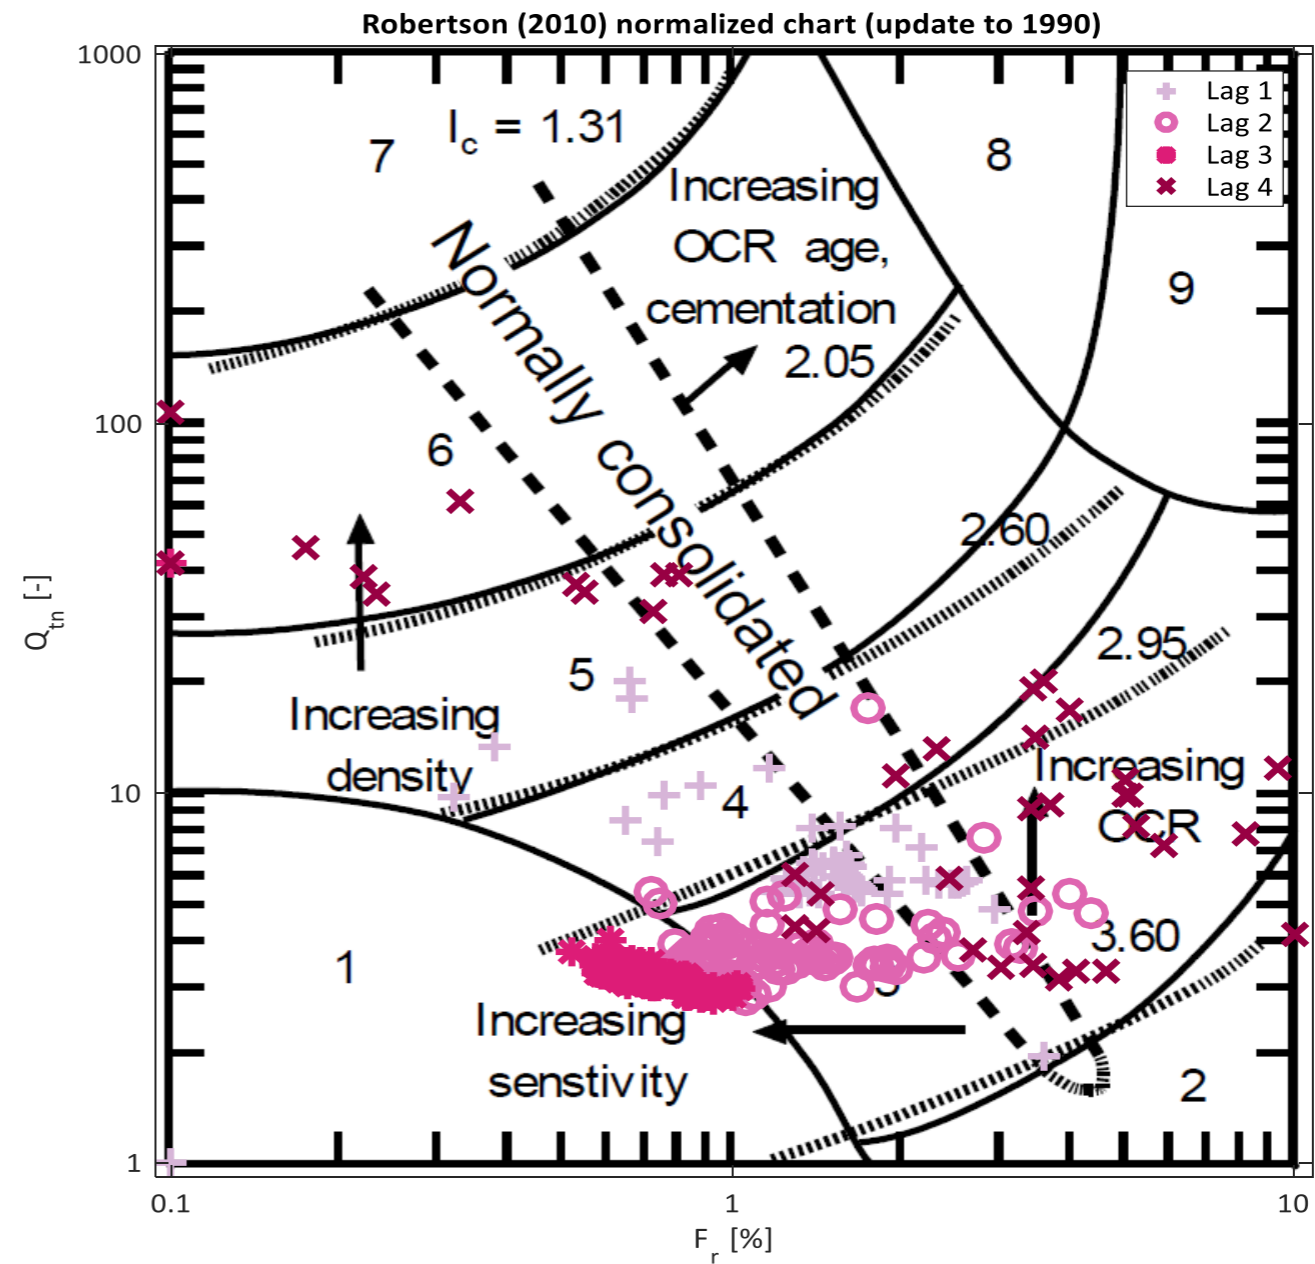 Robertson (2010) normalized chart (update to 1990)
1000
100
10
1
Qtn [-]
Lag 1
Lag 2
Lag 3
Lag 4
7
Ic = 1.31
8
Increasing
OCR age,
cementation
2.05
9
Normally consolidated
6
2.60
2.95
5
Increasing
density
4
Increasing
OCR
3.60
1
3
Increasing
senstivity
2
0.1
1
10
Fr [%]